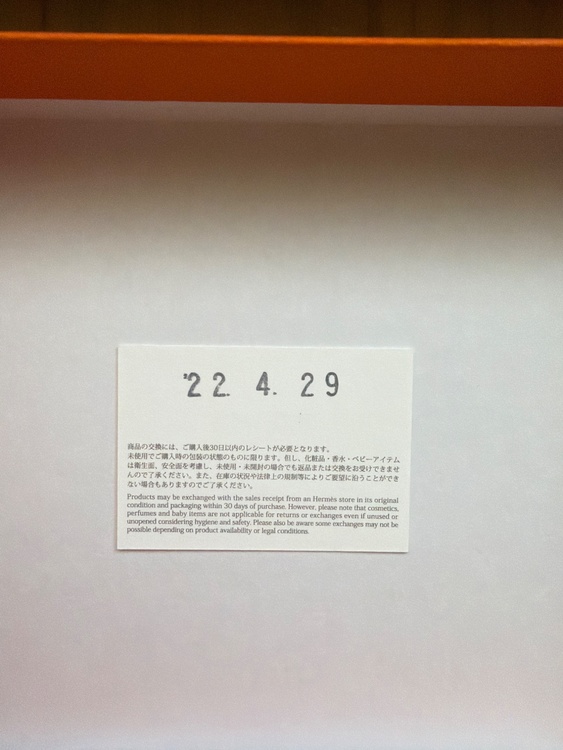 '22. 4. 29
商品の交換には、ご購入後30日以内のレシートが必要となります。
未使用でご購入時の包装の状態のものに限ります。但し、化粧品・香水・ベビーアイテム
は衛生面、安全面を考慮し、未使用・未開封の場合でも返品または交換をお受けできませ
んので了承ください。また、在庫の状況や法律上の規制等によりご要望に沿うことができ
ない場合もありますのでご了承ください。
Products may be exchanged with the sales receipt from an Hermès store in its original
condition and packaging within 30 days of purchase. However, please note that cosmetics,
perfumes and baby items are not applicable for returns or exchanges even if unused or
unopened considering hygiene and safety. Please also be aware some exchanges may not be
possible depending on product availability or legal conditions.